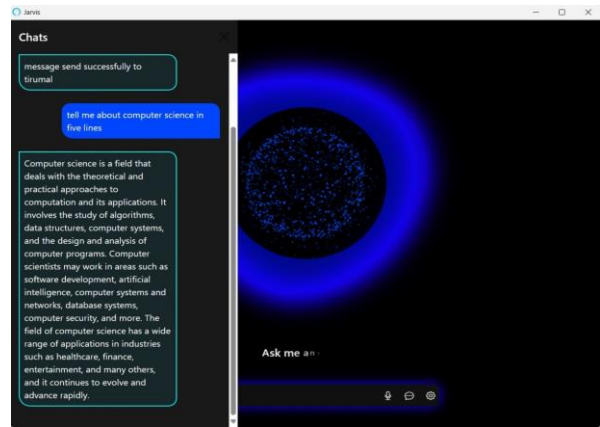 Jarvis
Chats
message send successfully to
tirumal
tell me about computer science in
five lines
Computer science is a field that
deals with the theoretical and
practical approaches to
computation and its applications. It
involves the study of algorithms,
data structures, computer systems,
and the design and analysis of
computer programs. Computer
scientists may work in areas such as
software development, artificial
intelligence, computer systems and
networks, database systems,
computer security, and more. The
field of computer science has a wide
range of applications in industries
such as healthcare, finance,
entertainment, and many others,
and it continues to evolve and
advance rapidly.
Ask me an